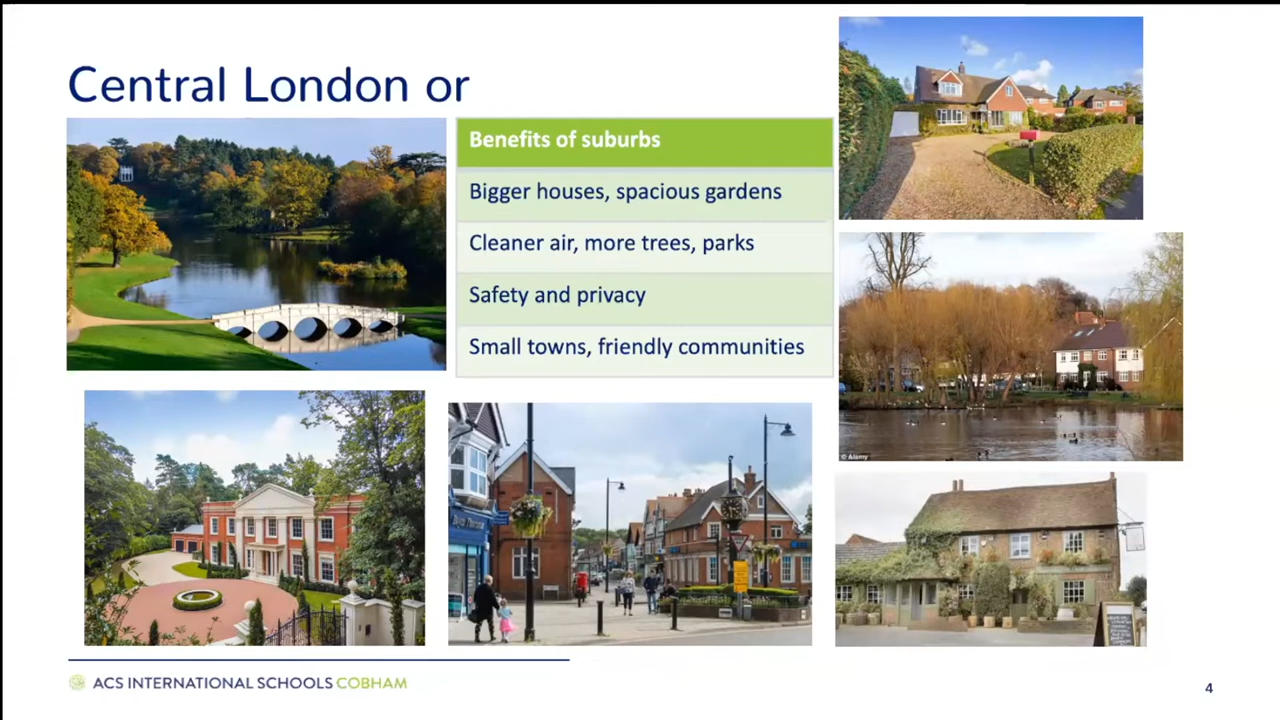 Central London or
Benefits of suburbs
Bigger houses, spacious gardens
Cleaner air, more trees, parks
Safety and privacy
Small towns, friendly communities
© Alamy
ACS INTERNATIONAL SCHOOLS COBHAM
4